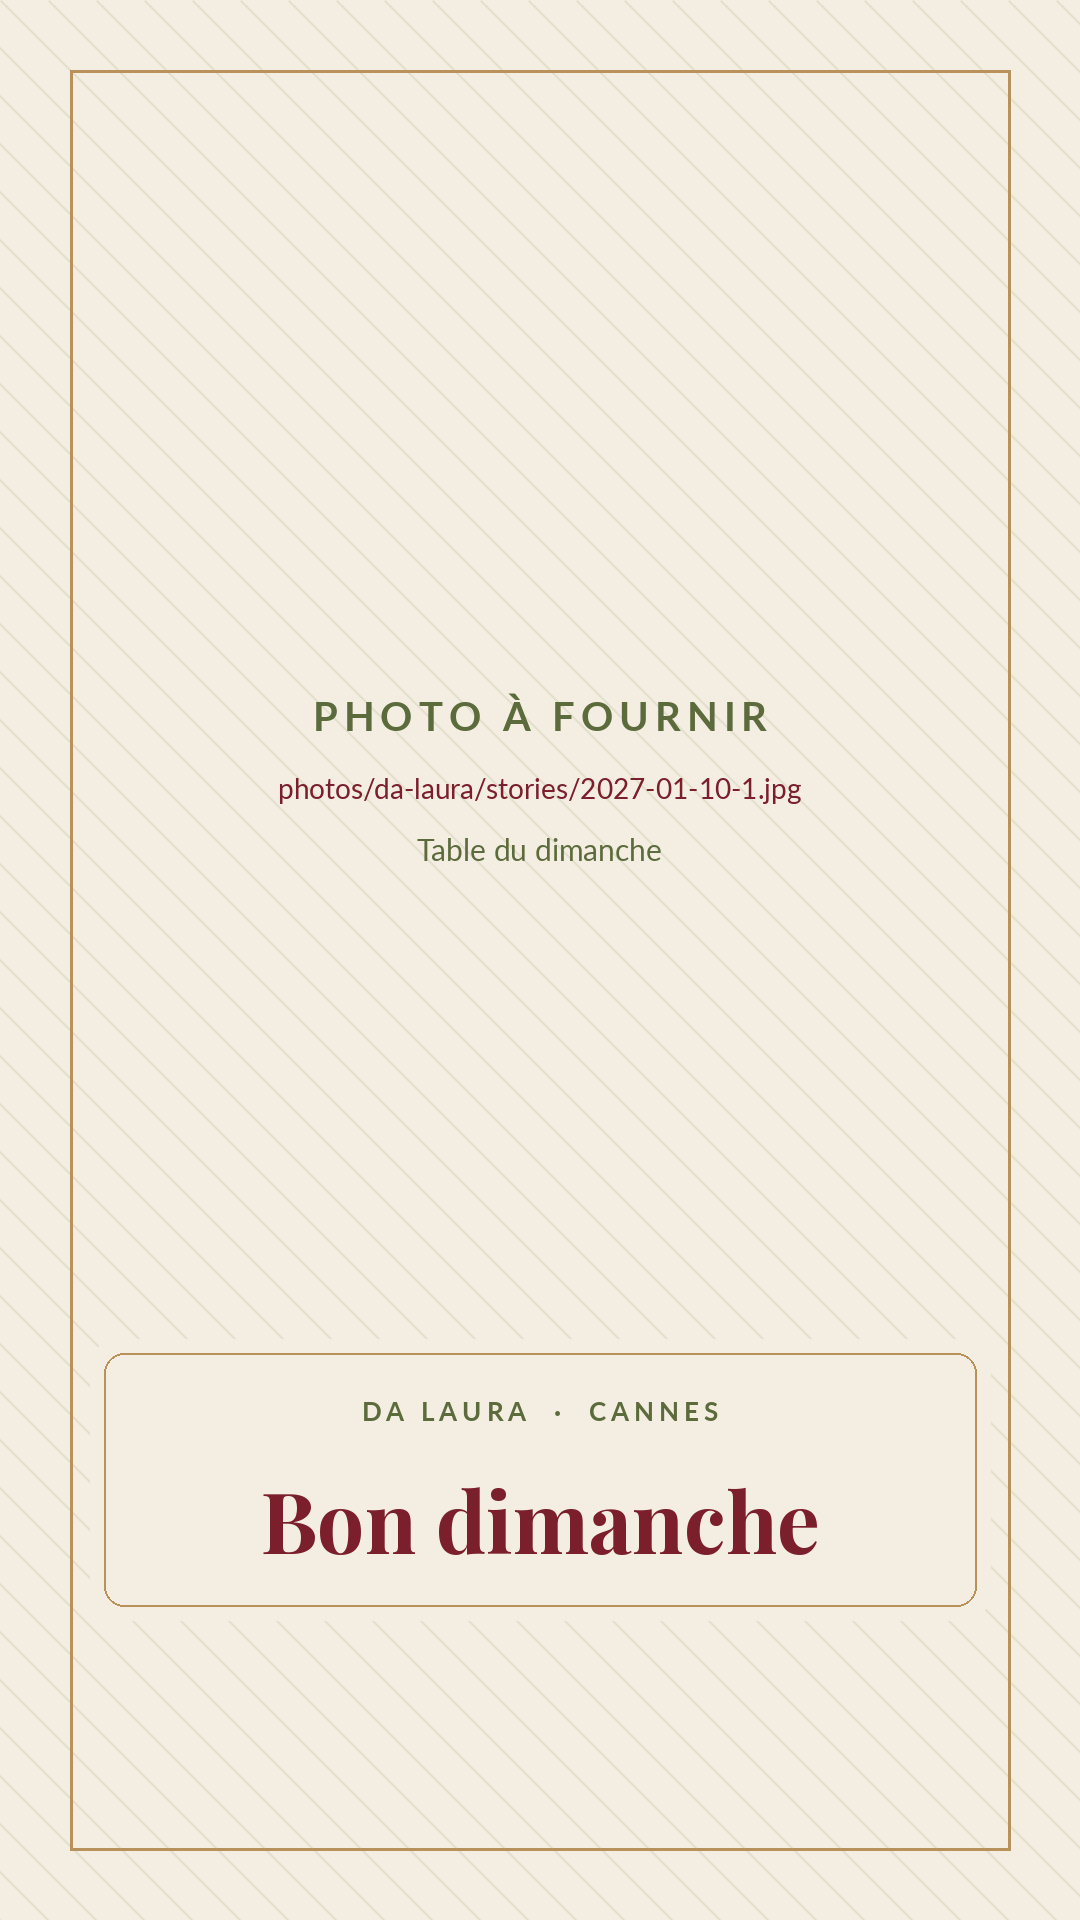 PHOTO À FOURNIR
photos/da-laura/stories/2027-01-10-1.jpg
Table du dimanche
DA LAURA · CANNES
Bon dimanche